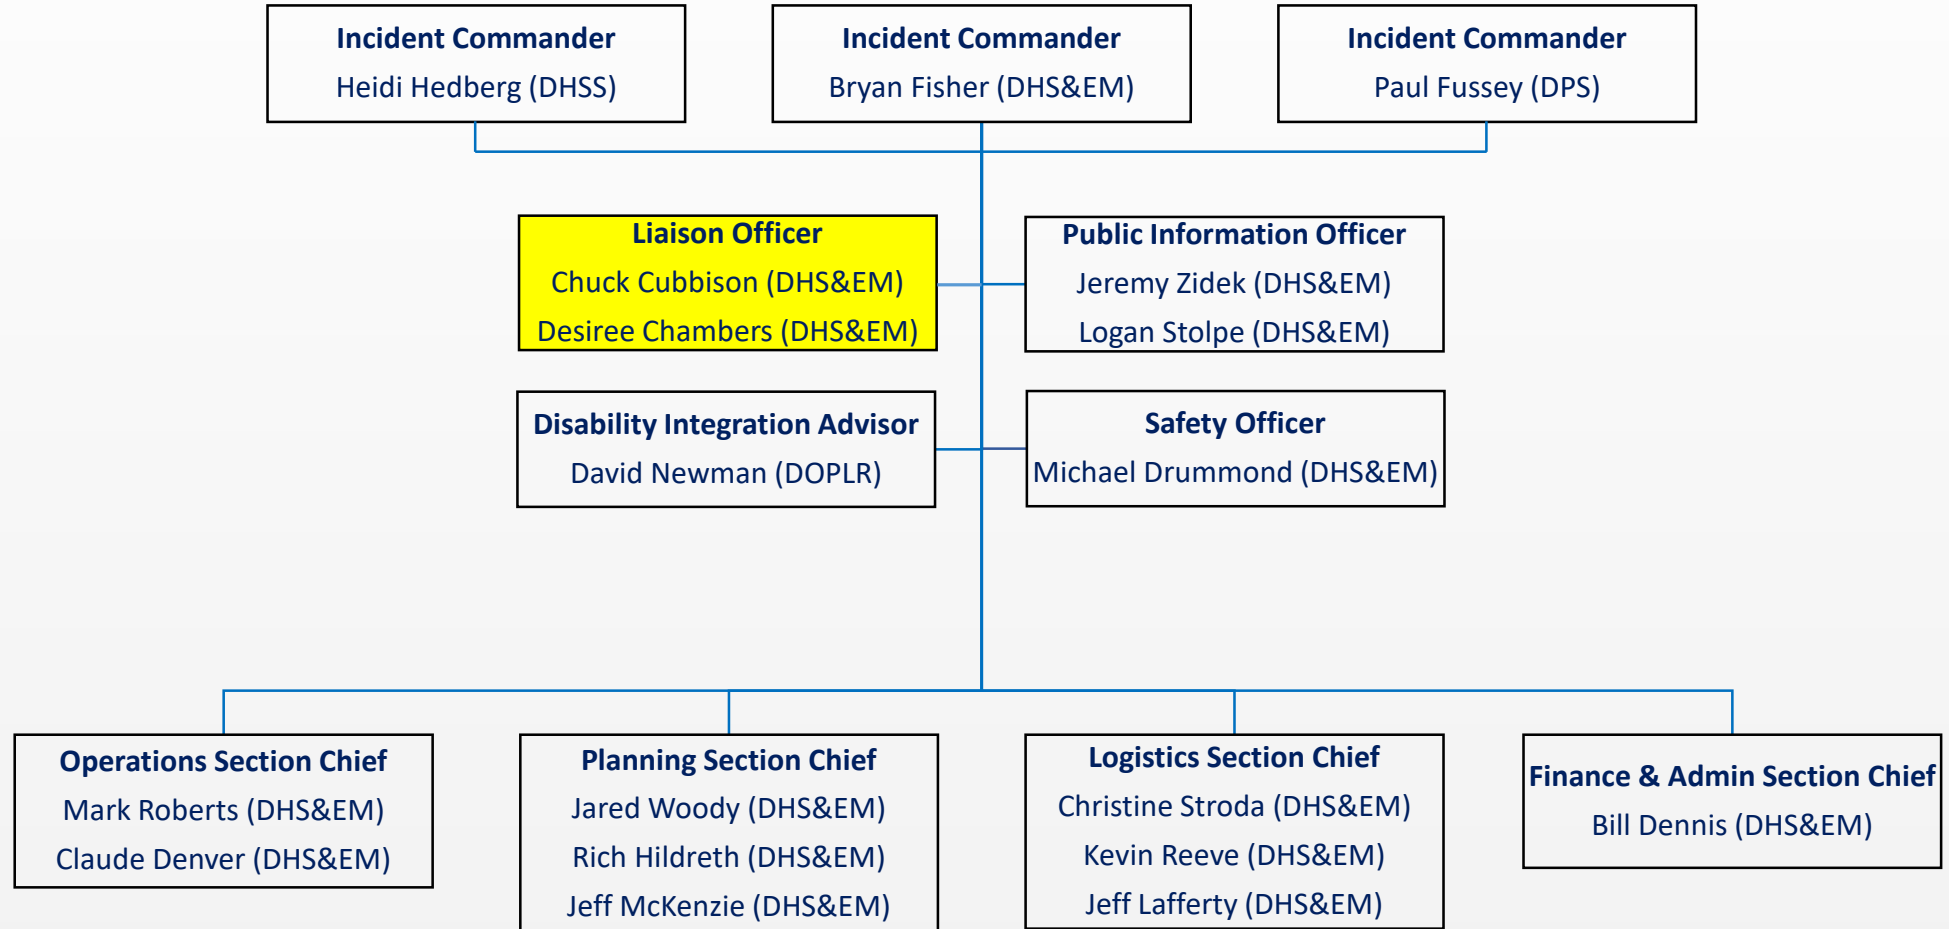 Incident Commander
Heidi Hedberg (DHSS)
Incident Commander
Bryan Fisher (DHS&EM)
Incident Commander
Paul Fussey (DPS)
Liaison Officer
Chuck Cubbison (DHS&EM)
Desiree Chambers (DHS&EM)
Public Information Officer
Jeremy Zidek (DHS&EM)
Logan Stolpe (DHS&EM)
Disability Integration Advisor
David Newman (DOPLR)
Safety Officer
Michael Drummond (DHS&EM)
Operations Section Chief
Mark Roberts (DHS&EM)
Claude Denver (DHS&EM)
Planning Section Chief
Jared Woody (DHS&EM)
Rich Hildreth (DHS&EM)
Jeff McKenzie (DHS&EM)
Logistics Section Chief
Christine Stroda (DHS&EM)
Kevin Reeve (DHS&EM)
Jeff Lafferty (DHS&EM)
Finance & Admin Section Chief
Bill Dennis (DHS&EM)